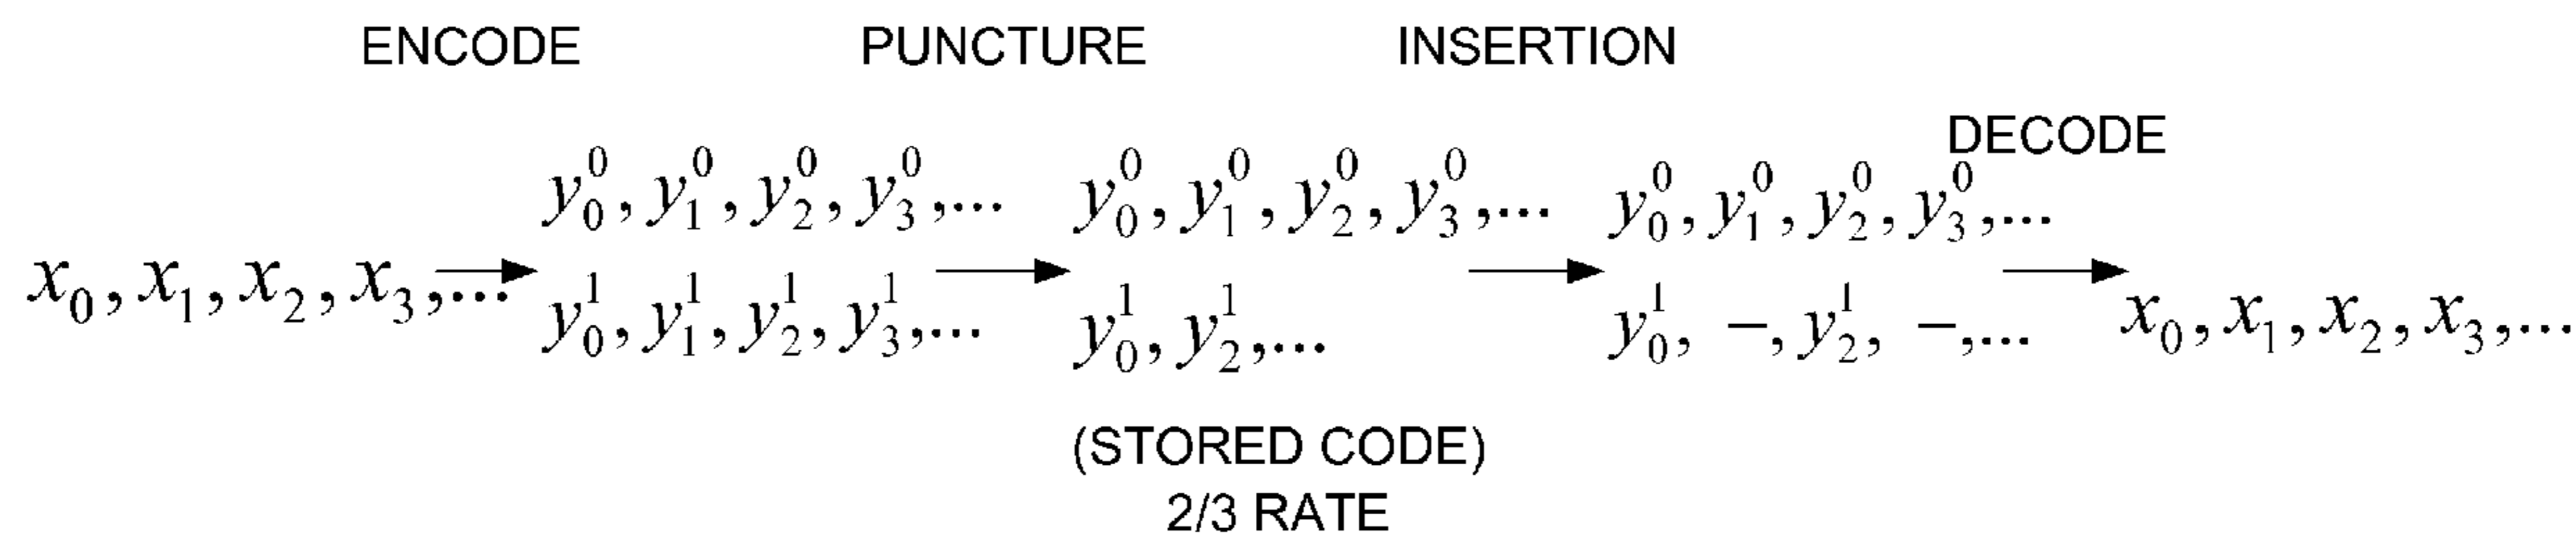 ENCODE PUNCTURE INSERTION
DECODE
y₀⁰, y₁⁰, y₂⁰, y₃⁰,... y₀⁰, y₁⁰, y₂⁰, y₃⁰,... y₀⁰, y₁⁰, y₂⁰, y₃⁰,...
x₀, x₁, x₂, x₃,... → → → →
y₀¹, y₁¹, y₂¹, y₃¹,... y₀¹, y₂¹,... y₀¹, –, y₂¹, –,... x₀, x₁, x₂, x₃,...
(STORED CODE)
2/3 RATE